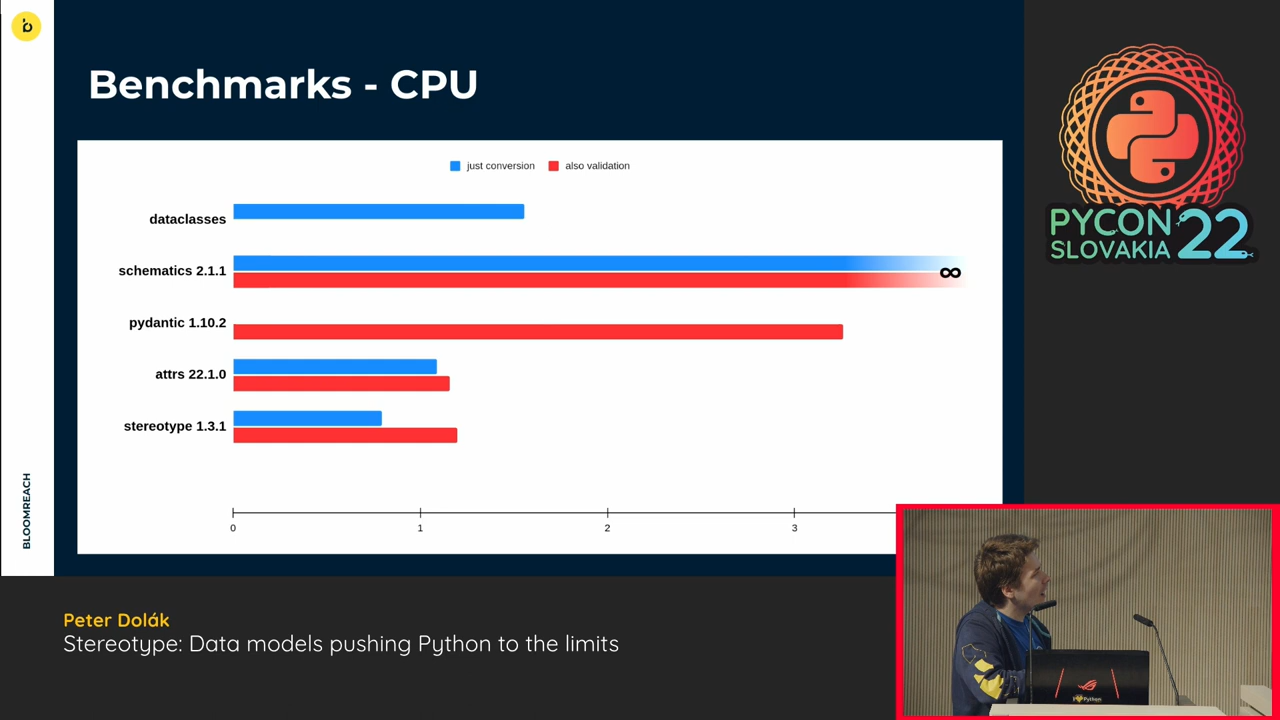 Benchmarks - CPU
just conversion also validation
dataclasses
schematics 2.1.1
∞
pydantic 1.10.2
attrs 22.1.0
stereotype 1.3.1
0 1 2 3
BLOOMREACH
PYCON
SLOVAKIA 22
Peter Dolák
Stereotype: Data models pushing Python to the limits
Python